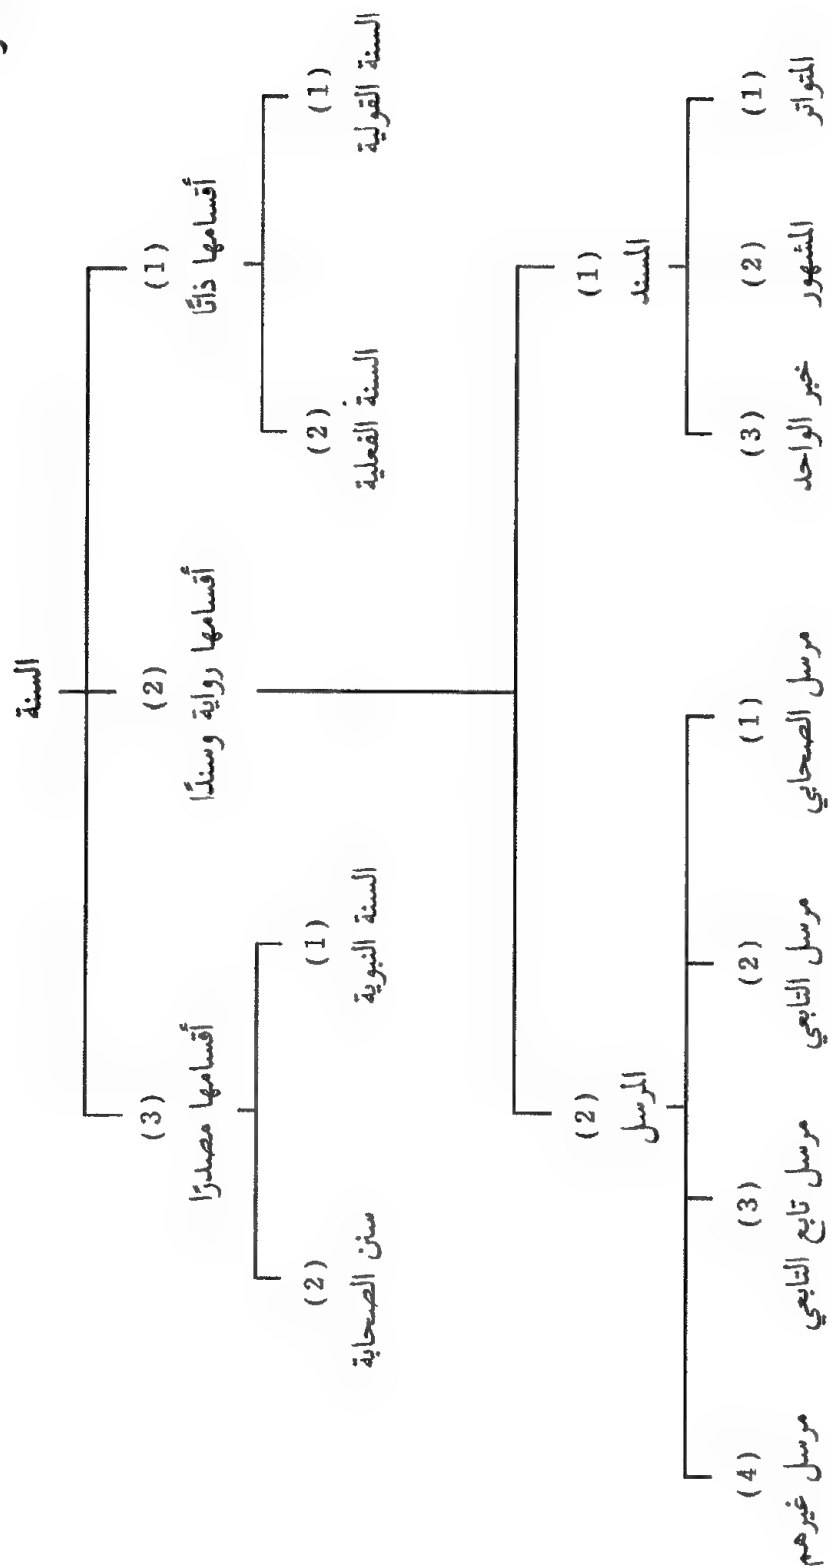 السنة
(1) (2) (3)
أقسامها ذاتًا أقسامها رواية وسندًا أقسامها مصدرًا
(1) (2) (1) (2)
السنة القولية السنة الفعلية السنة النبوية سنن الصحابة
(1) (2)
المسند المرسل
(1) (2) (3) (1) (2) (3) (4)
المتواتر المشهور خبر الواحد مرسل الصحابي مرسل التابعي مرسل تابع التابعي مرسل غيرهم